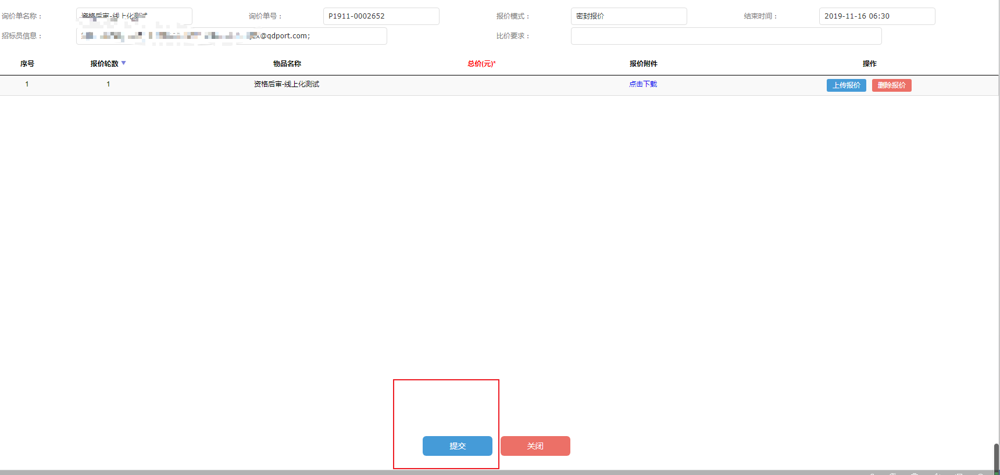 询价单名称： 资格后审-线上化测试 询价单号： P1911-0002652 报价模式： 密封报价 结束时间： 2019-11-16 06:30
招标员信息： @qdport.com; 比价要求：
序号 报价轮数 物品名称 总价(元)* 报价附件 操作
1 1 资格后审-线上化测试 点击下载 上传报价 删除报价
提交 关闭